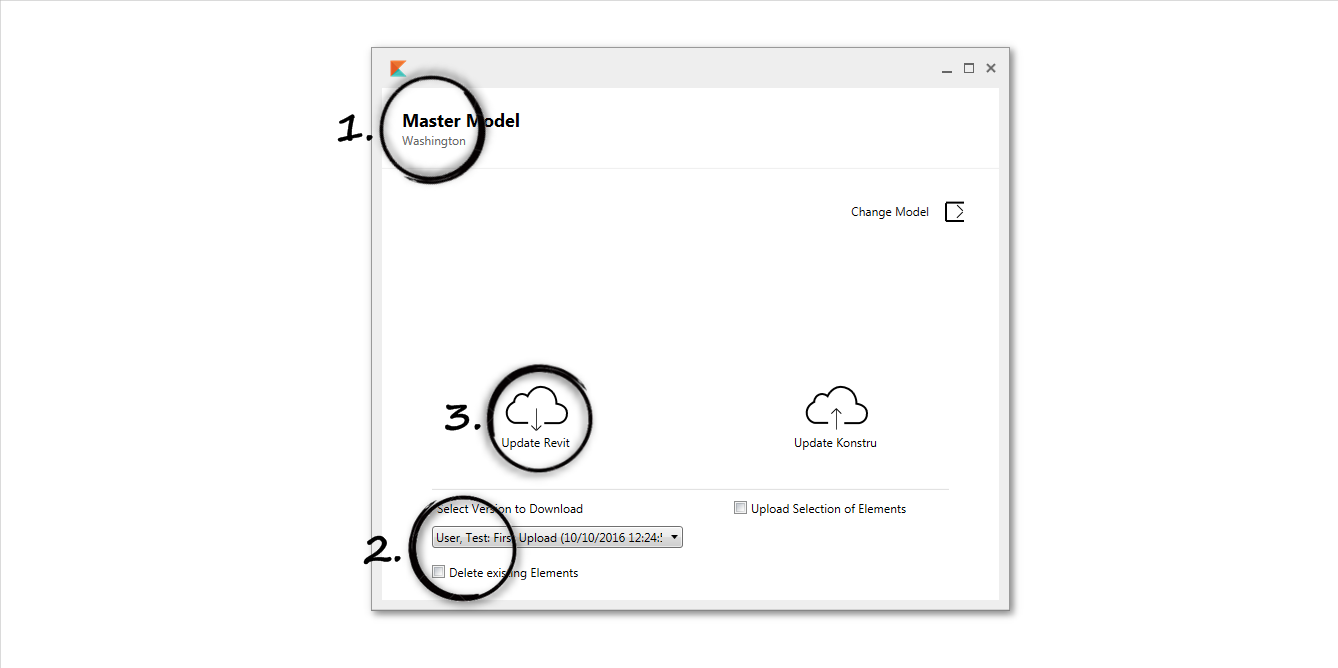 1.
Master Model
Washington
Change Model
3.
Update Revit
Update Konstru
Select Version to Download
Upload Selection of Elements
2.
User, Test: First Upload (10/10/2016 12:24:5
Delete existing Elements